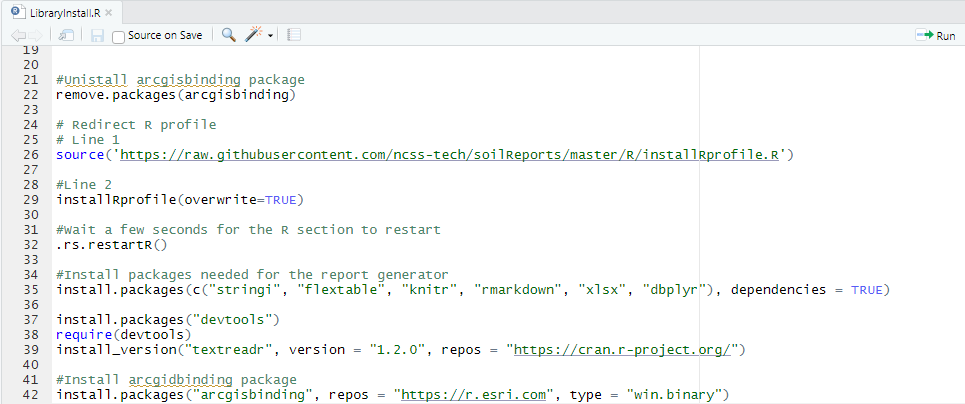 LibraryInstall.R
Source on Save
Run
19
20
21 #Unistall arcgisbinding package
22 remove.packages(arcgisbinding)
23
24 # Redirect R profile
25 # Line 1
26 source('https://raw.githubusercontent.com/ncss-tech/soilReports/master/R/installRprofile.R')
27
28 #Line 2
29 installRprofile(overwrite=TRUE)
30
31 #Wait a few seconds for the R section to restart
32 .rs.restartR()
33
34 #Install packages needed for the report generator
35 install.packages(c("stringi", "flextable", "knitr", "rmarkdown", "xlsx", "dbplyr"), dependencies = TRUE)
36
37 install.packages("devtools")
38 require(devtools)
39 install_version("textreadr", version = "1.2.0", repos = "https://cran.r-project.org/")
40
41 #Install arcgidbinding package
42 install.packages("arcgisbinding", repos = "https://r.esri.com", type = "win.binary")